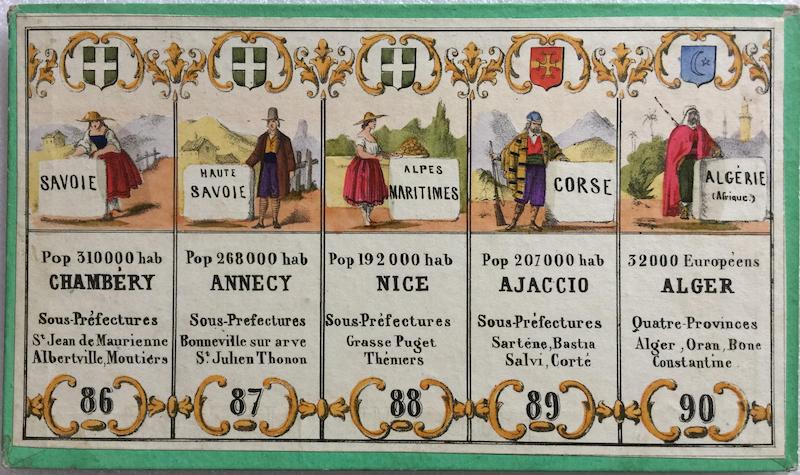 SAVOIE
Pop 310000 hab
CHAMBÉRY
Sous-Préfectures
St Jean de Maurienne
Albertville, Moutiers
86
HAUTE
SAVOIE
Pop 268000 hab
ANNECY
Sous-Prefectures
Bonneville sur arve
St Julien Thonon
87
ALPES
MARITIMES
Pop 192000 hab
NICE
Sous-Préfectures
Grasse Puget
Théniers
88
CORSE
Pop 207000 hab
AJACCIO
Sous-Préfectures
Sarténe, Bastia
Salvi, Corté
89
ALGÉRIE
(Afrique.)
32000 Européens
ALGER
Quatre-Provinces
Alger, Oran, Bone
Constantine
90